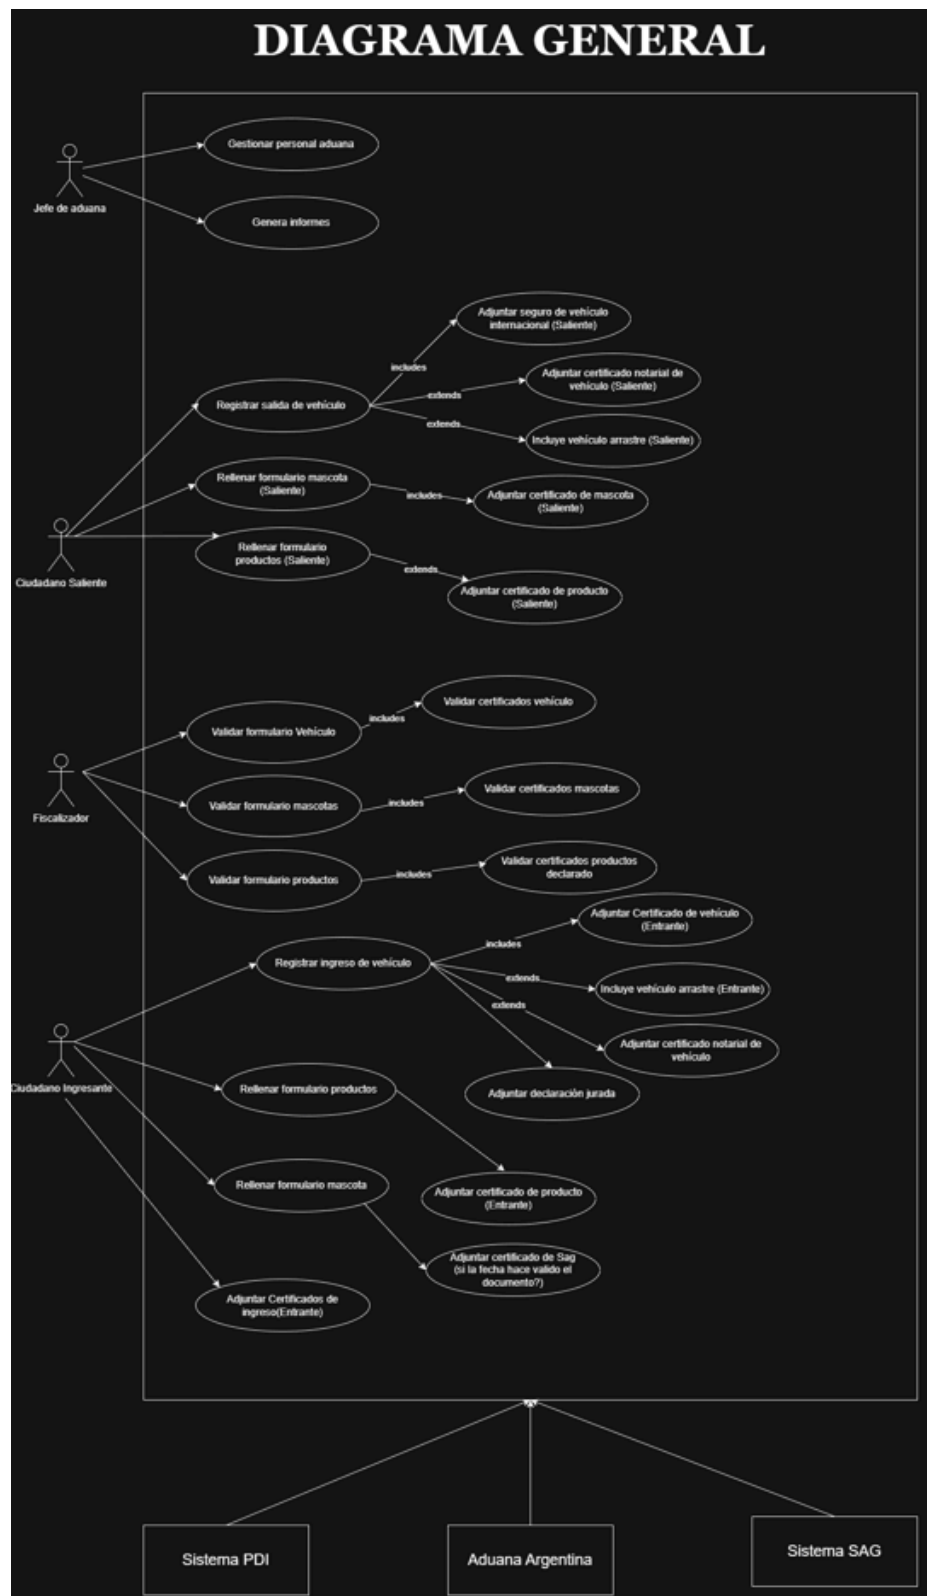 DIAGRAMA GENERAL
Gestionar personal aduana
Jefe de aduana
Genera informes
Adjuntar seguro de vehículo
internacional (Saliente)
includes
Adjuntar certificado notarial de
vehículo (Saliente)
extends
Registrar salida de vehículo
extends
Incluye vehículo arrastre (Saliente)
Rellenar formulario mascota
(Saliente)
includes
Adjuntar certificado de mascota
(Saliente)
Ciudadano Saliente
Rellenar formulario
productos (Saliente)
extends
Adjuntar certificado de producto
(Saliente)
Validar certificados vehículo
includes
Validar formulario Vehículo
Fiscalizador
Validar certificados mascotas
includes
Validar formulario mascotas
Validar certificados productos
declarado
includes
Validar formulario productos
Adjuntar Certificado de vehículo
(Entrante)
includes
Registrar ingreso de vehículo
extends
Incluye vehículo arrastre (Entrante)
extends
Adjuntar certificado notarial de
vehículo
Ciudadano Ingresante
Rellenar formulario productos
Adjuntar declaración jurada
Rellenar formulario mascota
Adjuntar certificado de producto
(Entrante)
Adjuntar certificado de Sag
(si la fecha hace valido el
documento?)
Adjuntar Certificados de
ingreso(Entrante)
Sistema PDI
Aduana Argentina
Sistema SAG